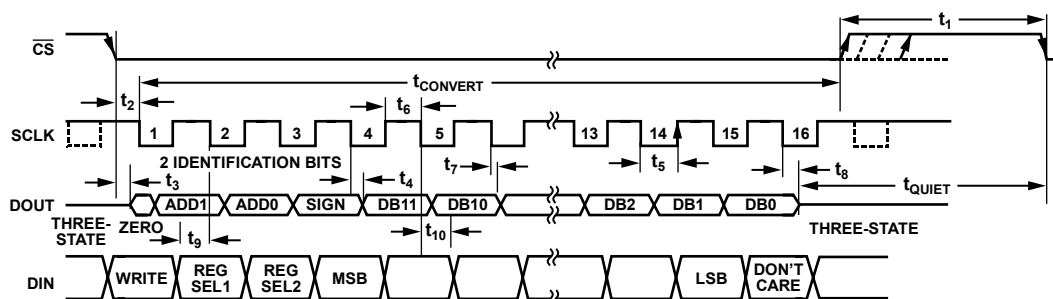 t1
CS
tCONVERT
t2
t6
SCLK
1 2 3 4 5 13 14 15 16
2 IDENTIFICATION BITS
t3 t4 t7 t5 t8
tQUIET
DOUT ADD1 ADD0 SIGN DB11 DB10 DB2 DB1 DB0
THREE-STATE ZERO THREE-STATE
t9 t10
DIN WRITE REG SEL1 REG SEL2 MSB LSB DON'T CARE